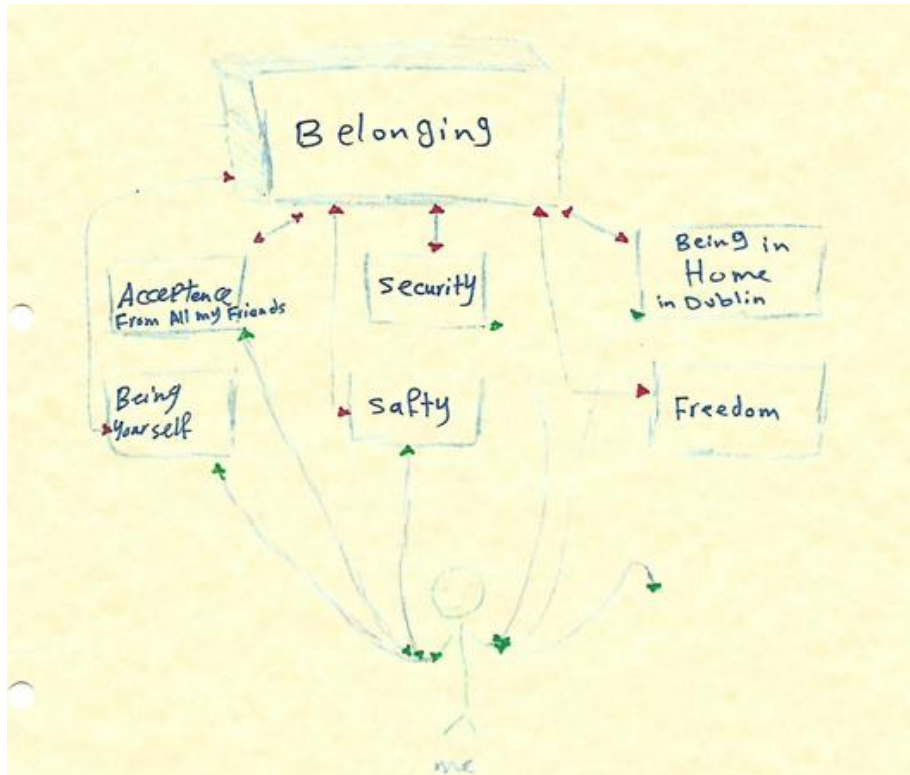 Belonging
Acceptence
From All my Friends
Security
Being in
Home
in Dublin
Being
Yourself
Safty
Freedom
me